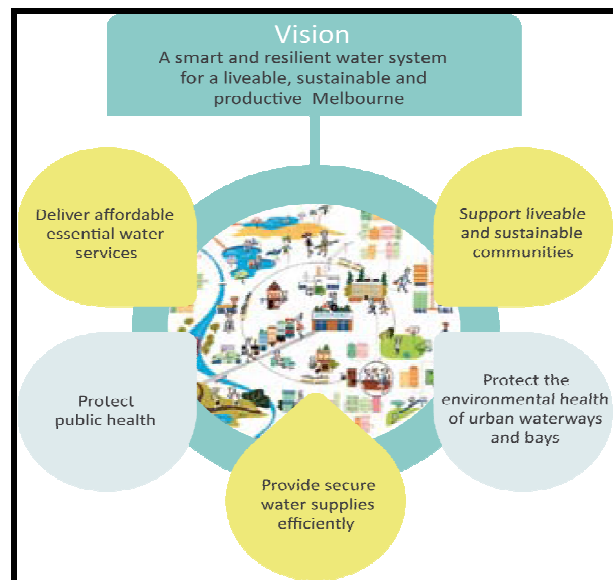 Vision
A smart and resilient water system
for a liveable, sustainable and
productive Melbourne
Deliver affordable
essential water
services
Support liveable
and sustainable
communities
Protect
public health
Protect the
environmental health
of urban waterways
and bays
Provide secure
water supplies
efficiently